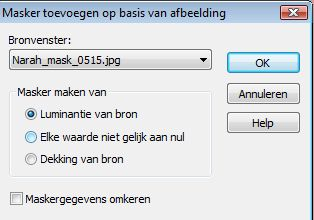 Masker toevoegen op basis van afbeelding
Bronvenster:
Narah_mask_0515.jpg
OK
Annuleren
Help
Masker maken van
Luminantie van bron
Elke waarde niet gelijk aan nul
Dekking van bron
Maskergegevens omkeren